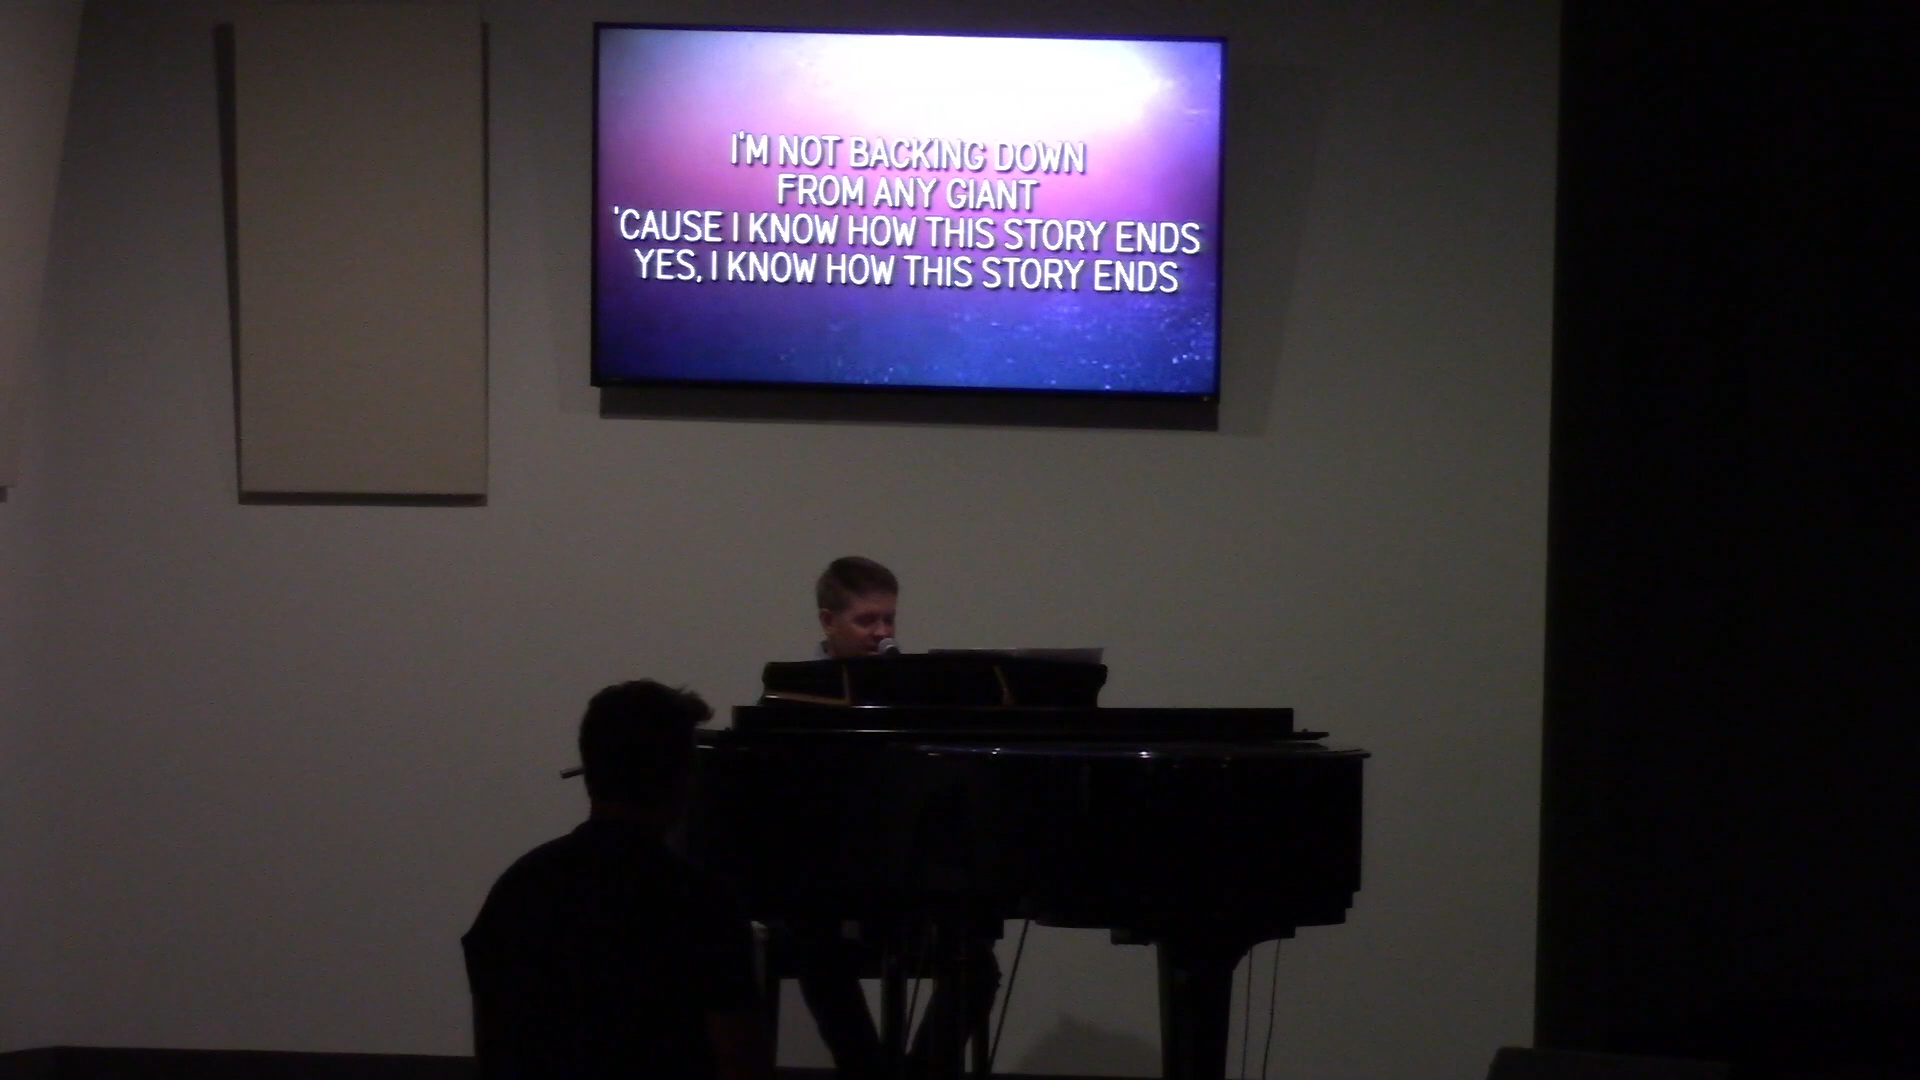 I'M NOT BACKING DOWN
FROM ANY GIANT
'CAUSE I KNOW HOW THIS STORY ENDS
YES, I KNOW HOW THIS STORY ENDS